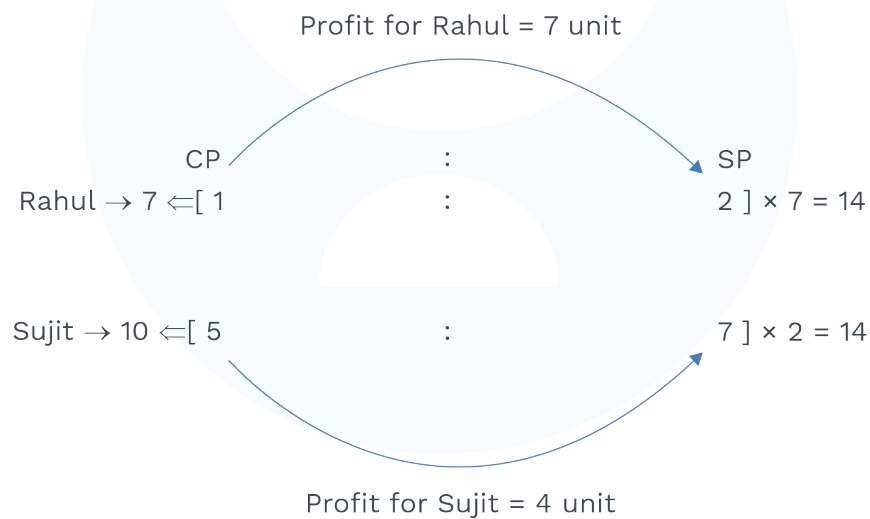 Profit for Rahul = 7 unit
CP : SP
Rahul → 7 ⇐[ 1 : 2 ] × 7 = 14
Sujit → 10 ⇐[ 5 : 7 ] × 2 = 14
Profit for Sujit = 4 unit